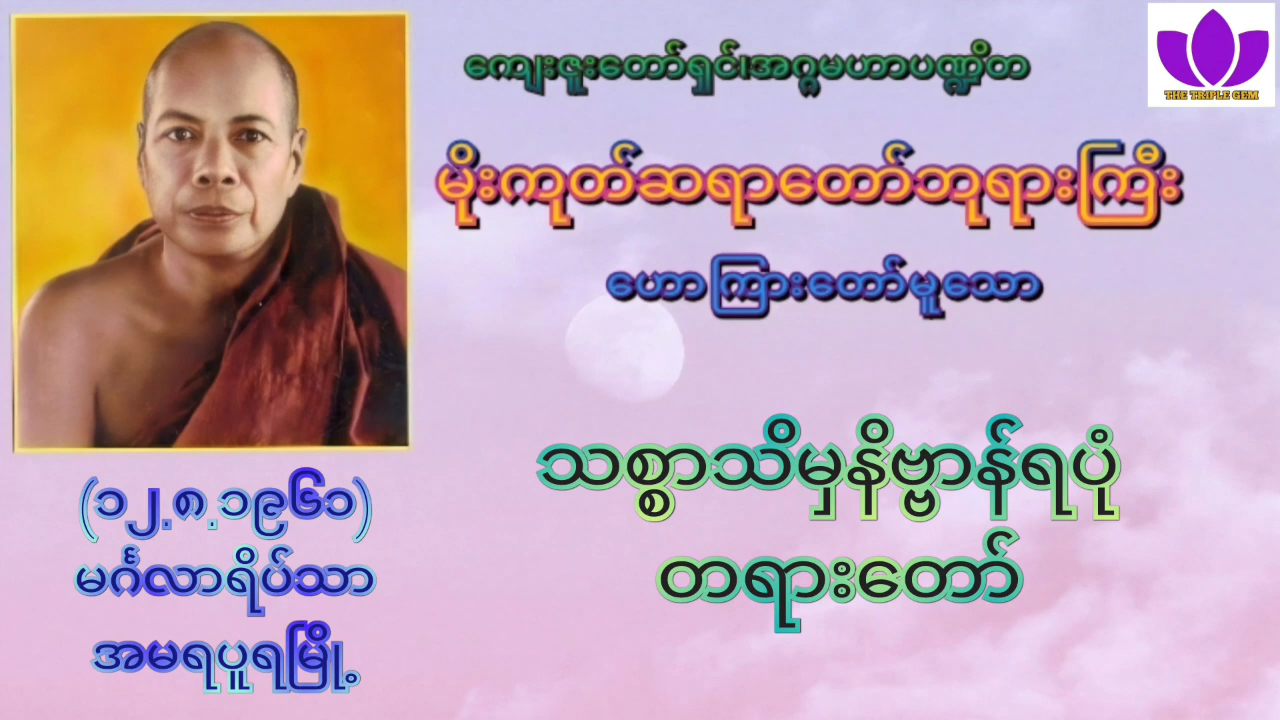 ကျေးဇူးတော်ရှင်၊အဂ္ဂမဟာပဏ္ဍိတ
THE TRIPLE GEM
မိုးကုတ်ဆရာတော်ဘုရားကြီး
ဟောကြားတော်မူသော
သစ္စာသိမှနိဗ္ဗာန်ရပုံ
တရားတော်
(၁၂.၈.၁၉၆၁)
မင်္ဂလာရိပ်သာ
အမရပူရမြို့